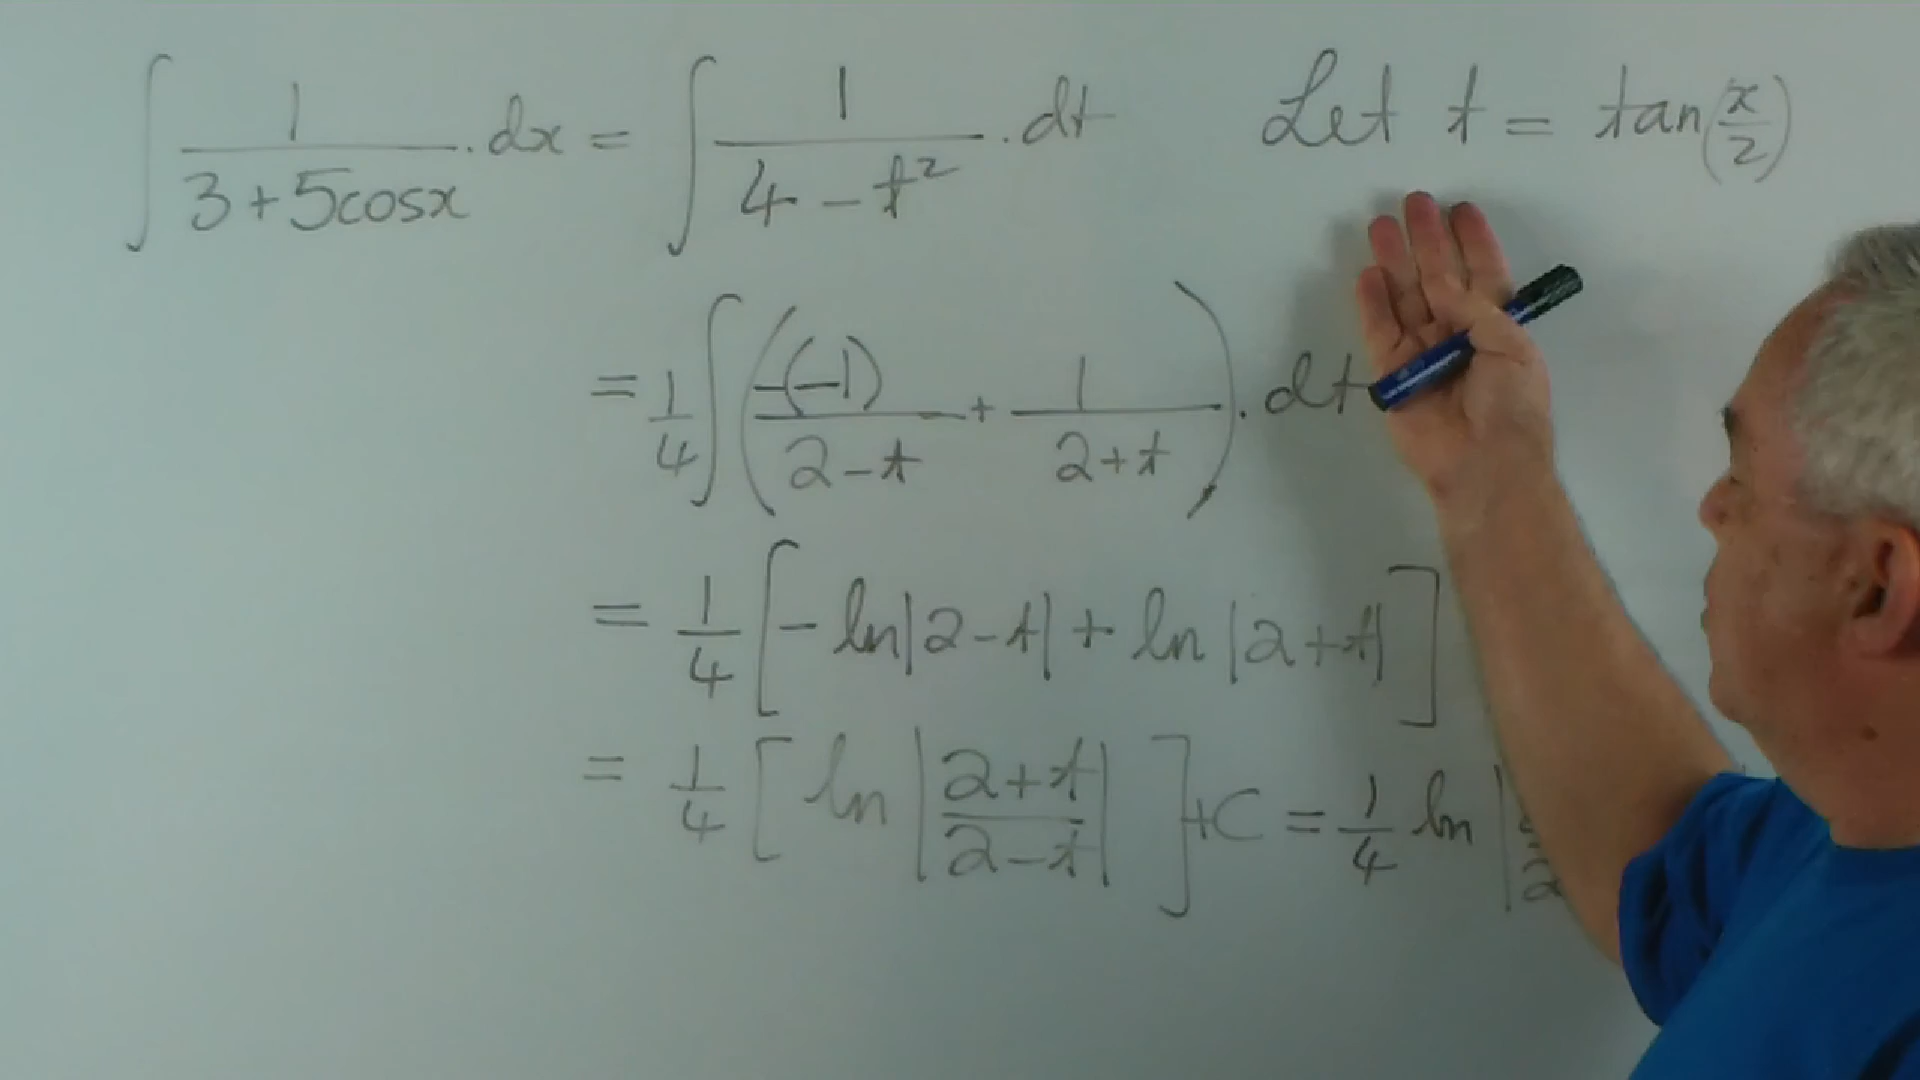 ∫ 1/(3+5cosx) .dx = ∫ 1/(4-t²) .dt Let t = tan(x/2)
= 1/4 ∫ ( -(-1)/(2-t) + 1/(2+t) ) .dt
= 1/4 [ - ln|2-t| + ln|2+t| ]
= 1/4 [ ln |(2+t)/(2-t)| ] +C = 1/4 ln |